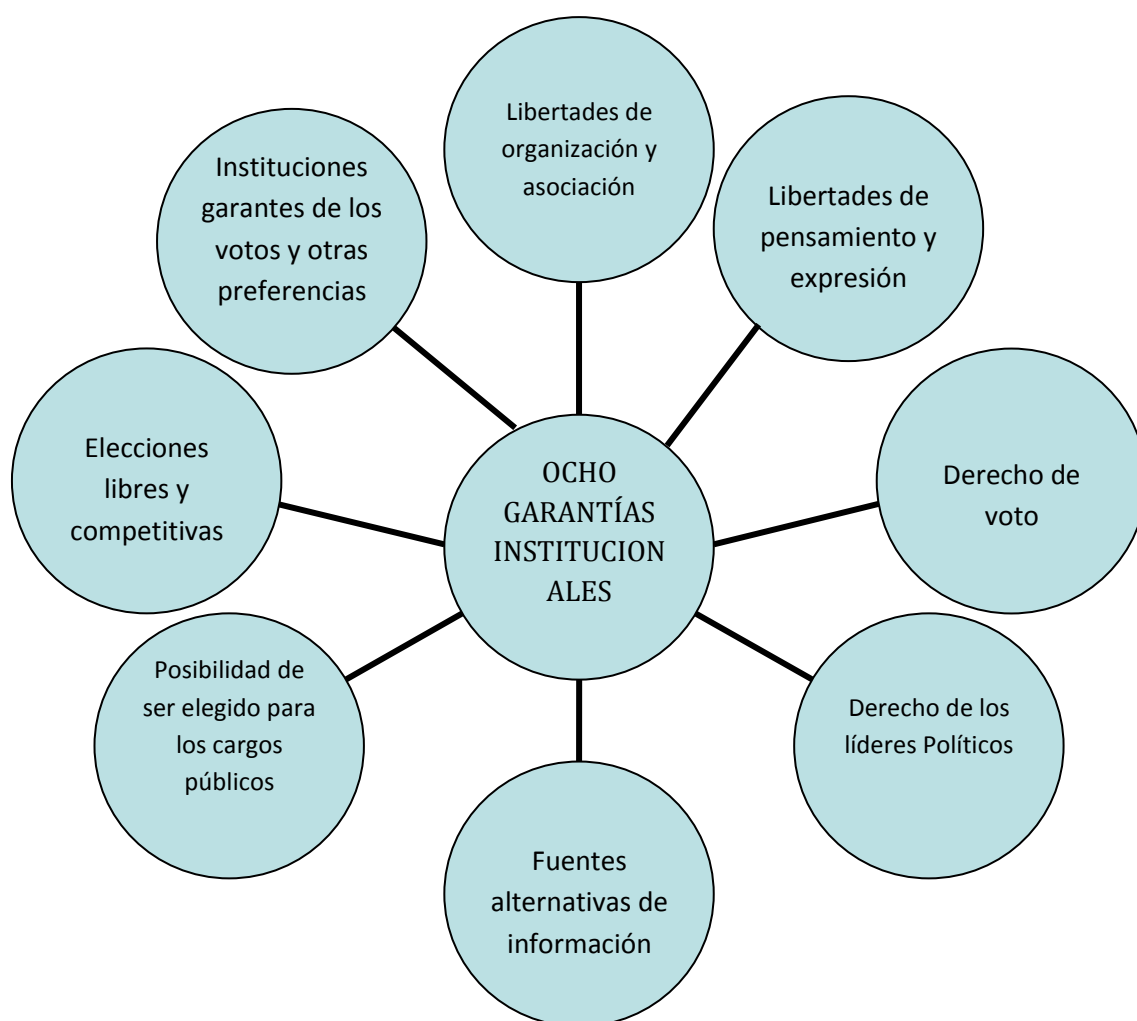 Libertades de
organización y
asociación
Libertades de
pensamiento y
expresión
Derecho de
voto
Derecho de los
líderes Políticos
Fuentes
alternativas de
información
Posibilidad de
ser elegido para
los cargos
públicos
Elecciones
libres y
competitivas
Instituciones
garantes de los
votos y otras
preferencias
OCHO
GARANTÍAS
INSTITUCION
ALES